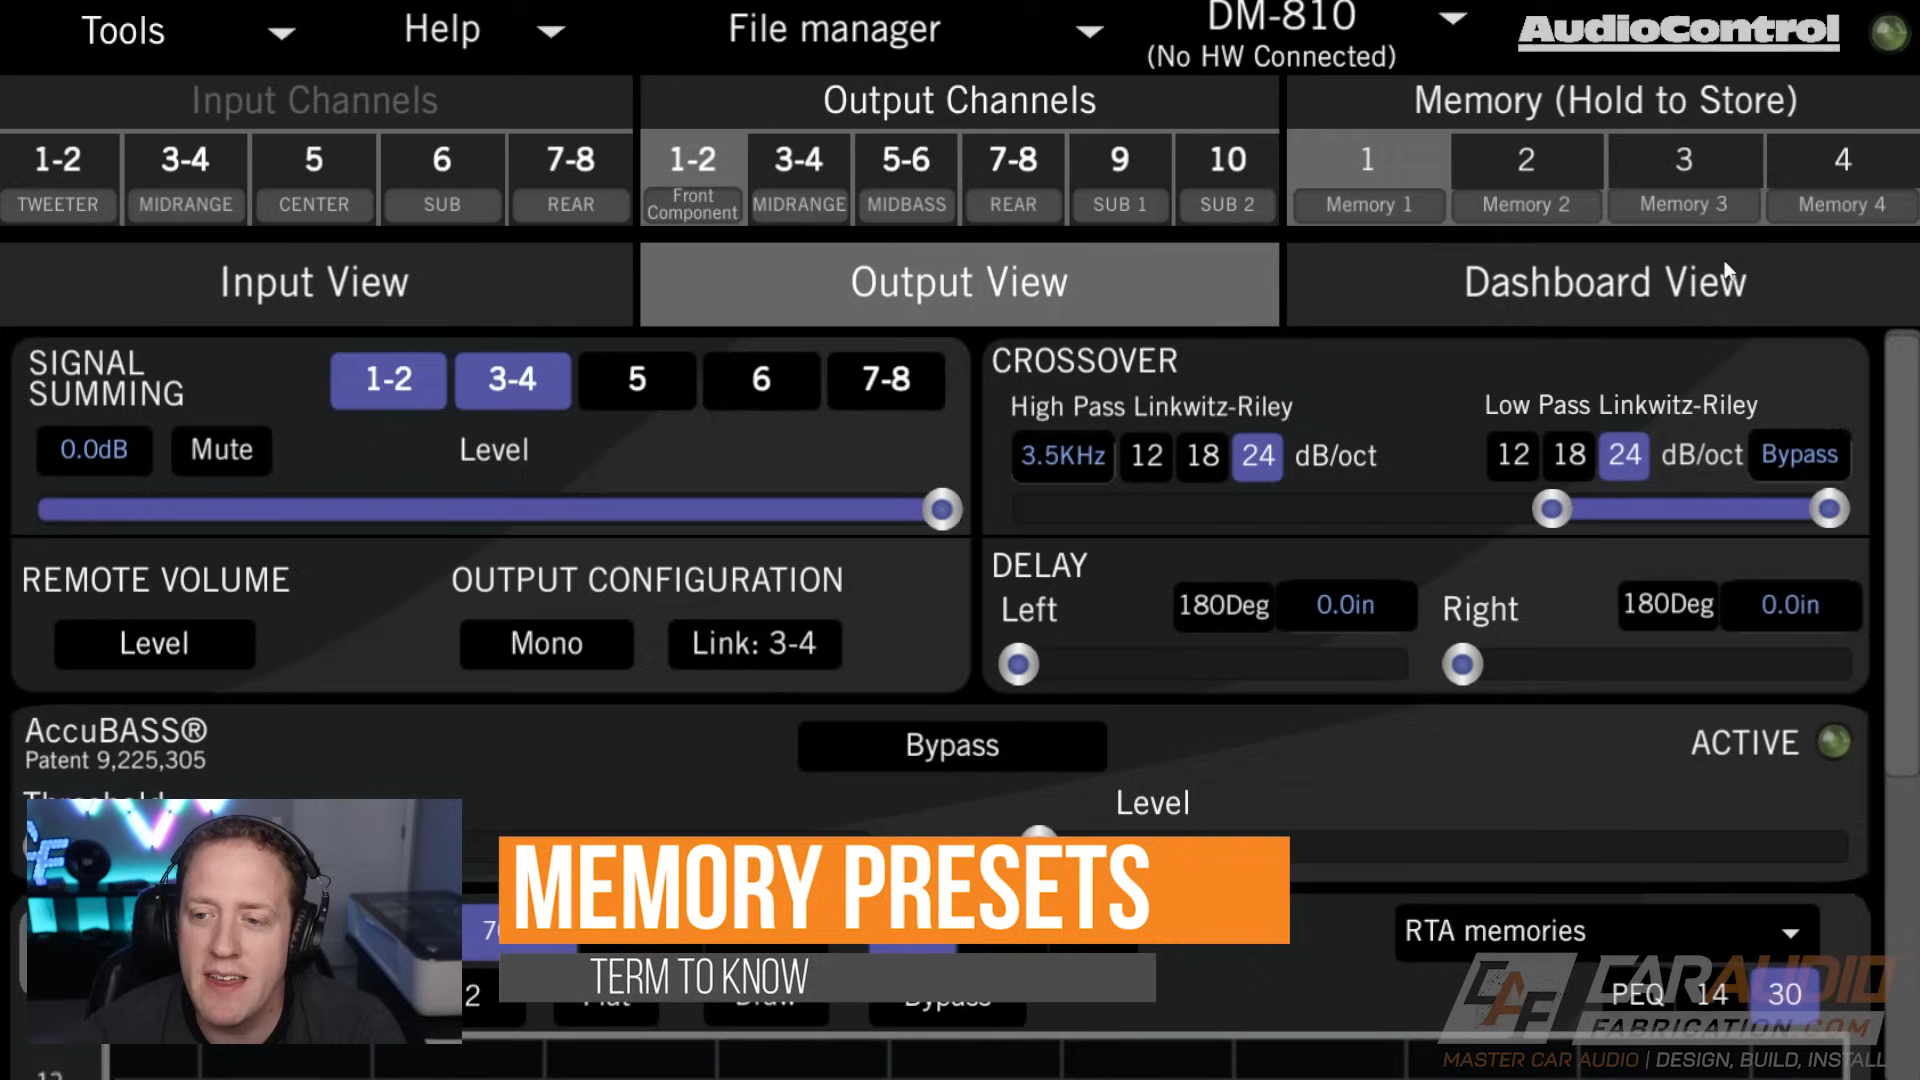 Tools Help File manager DM-810 AudioControl
(No HW Connected)
Input Channels Output Channels Memory (Hold to Store)
1-2 3-4 5 6 7-8 1-2 3-4 5-6 7-8 9 10 1 2 3 4
TWEETER MIDRANGE CENTER SUB REAR Front Component MIDRANGE MIDBASS REAR SUB 1 SUB 2 Memory 1 Memory 2 Memory 3 Memory 4
Input View Output View Dashboard View
SIGNAL SUMMING 1-2 3-4 5 6 7-8
0.0dB Mute Level
CROSSOVER
High Pass Linkwitz-Riley Low Pass Linkwitz-Riley
3.5KHz 12 18 24 dB/oct 12 18 24 dB/oct Bypass
REMOTE VOLUME OUTPUT CONFIGURATION
Level Mono Link: 3-4
DELAY
Left 180Deg 0.0in Right 180Deg 0.0in
AccuBASS® Bypass ACTIVE
Patent 9,225,305
Threshold Level
MEMORY PRESETS
TERM TO KNOW
RTA memories
PEQ 14 30
Bypass
CAF CARAUDIO
FABRICATION.COM
MASTER CAR AUDIO | DESIGN, BUILD, INSTALL